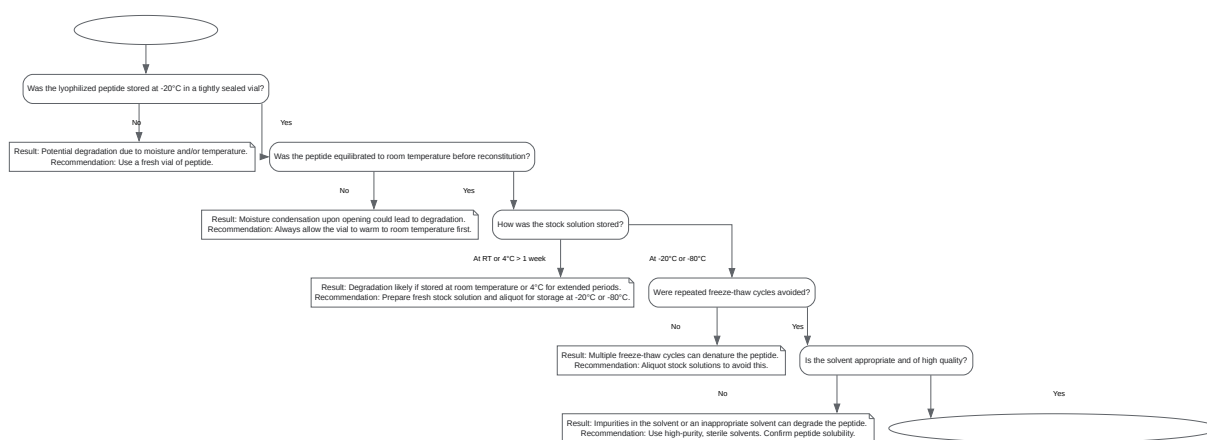 Was the lyophilized peptide stored at -20°C in a tightly sealed vial?
No
Yes
Result: Potential degradation due to moisture and/or temperature.
Recommendation: Use a fresh vial of peptide.
Was the peptide equilibrated to room temperature before reconstitution?
No
Yes
Result: Moisture condensation upon opening could lead to degradation.
Recommendation: Always allow the vial to warm to room temperature first.
How was the stock solution stored?
At RT or 4°C > 1 week
At -20°C or -80°C
Result: Degradation likely if stored at room temperature or 4°C for extended periods.
Recommendation: Prepare fresh stock solution and aliquot for storage at -20°C or -80°C.
Were repeated freeze-thaw cycles avoided?
No
Yes
Result: Multiple freeze-thaw cycles can denature the peptide.
Recommendation: Aliquot stock solutions to avoid this.
Is the solvent appropriate and of high quality?
No
Yes
Result: Impurities in the solvent or an inappropriate solvent can degrade the peptide.
Recommendation: Use high-purity, sterile solvents. Confirm peptide solubility.